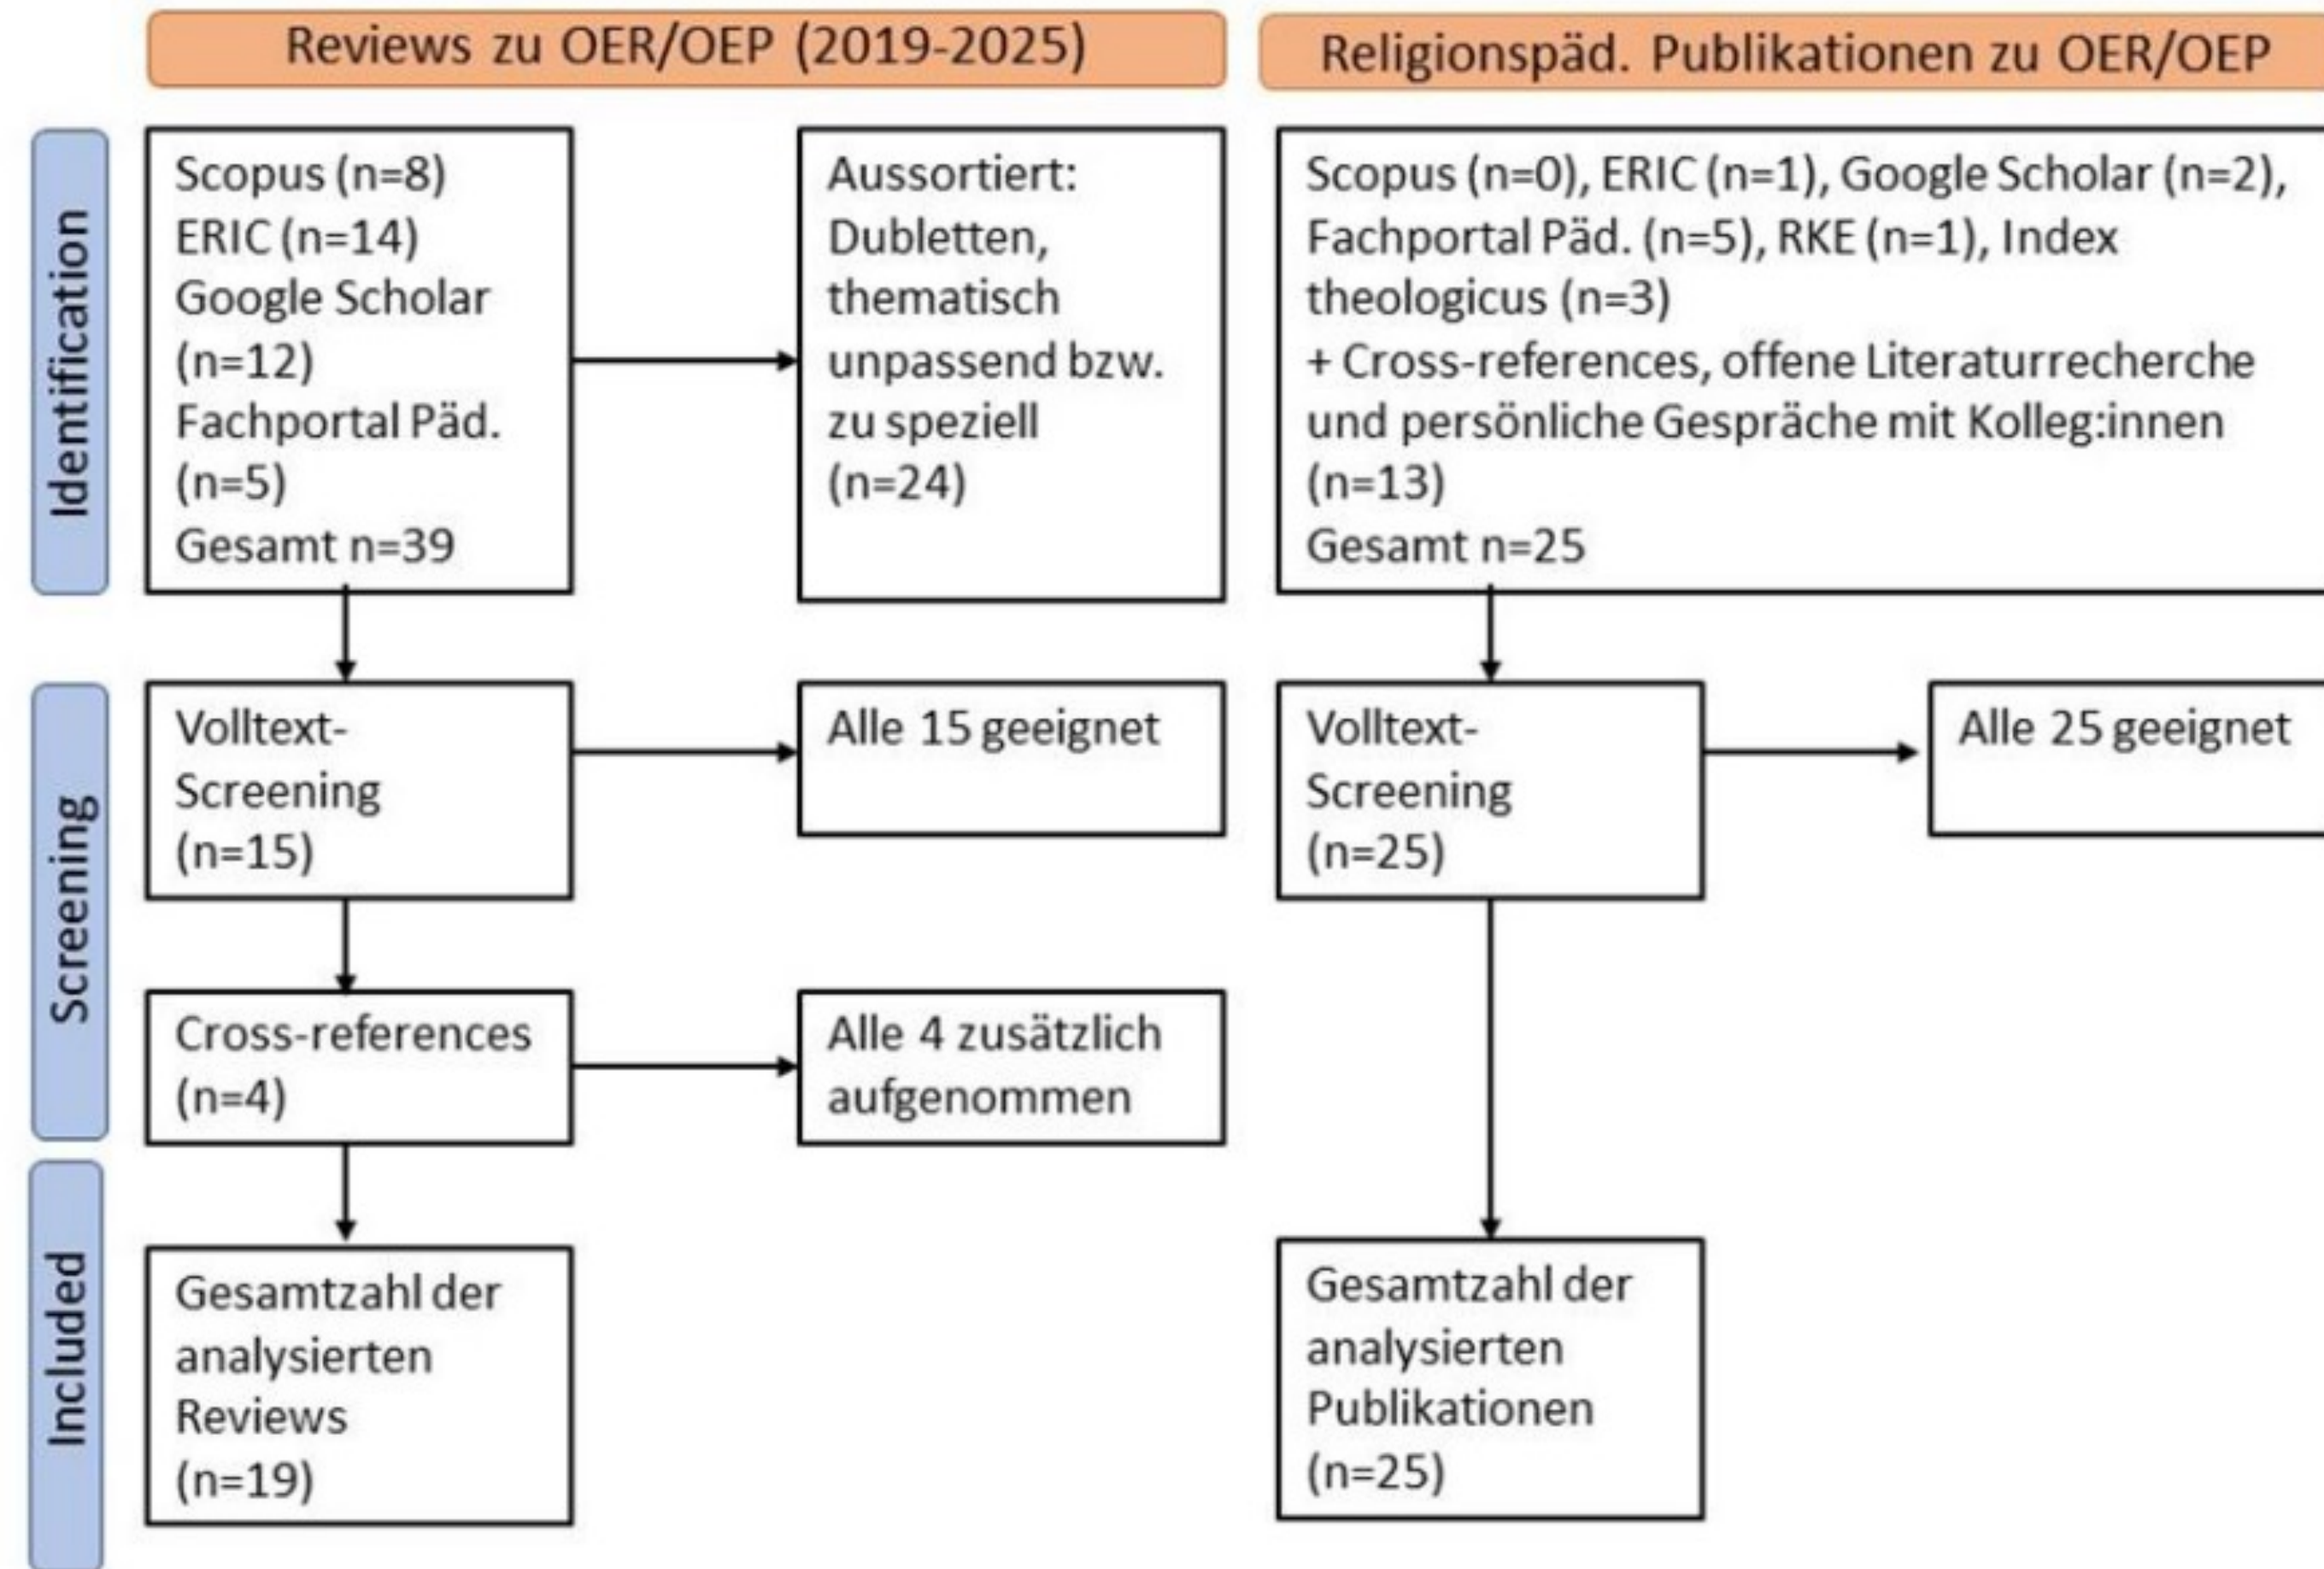 Reviews zu OER/OEP (2019-2025)
Religionspäd. Publikationen zu OER/OEP
Identification
Scopus (n=8)
ERIC (n=14)
Google Scholar
(n=12)
Fachportal Päd.
(n=5)
Gesamt n=39
Aussortiert:
Dubletten,
thematisch
unpassend bzw.
zu speziell
(n=24)
Scopus (n=0), ERIC (n=1), Google Scholar (n=2),
Fachportal Päd. (n=5), RKE (n=1), Index
theologicus (n=3)
+ Cross-references, offene Literaturrecherche
und persönliche Gespräche mit Kolleg:innen
(n=13)
Gesamt n=25
Screening
Volltext-
Screening
(n=15)
Alle 15 geeignet
Volltext-
Screening
(n=25)
Alle 25 geeignet
Cross-references
(n=4)
Alle 4 zusätzlich
aufgenommen
Included
Gesamtzahl der
analysierten
Reviews
(n=19)
Gesamtzahl der
analysierten
Publikationen
(n=25)